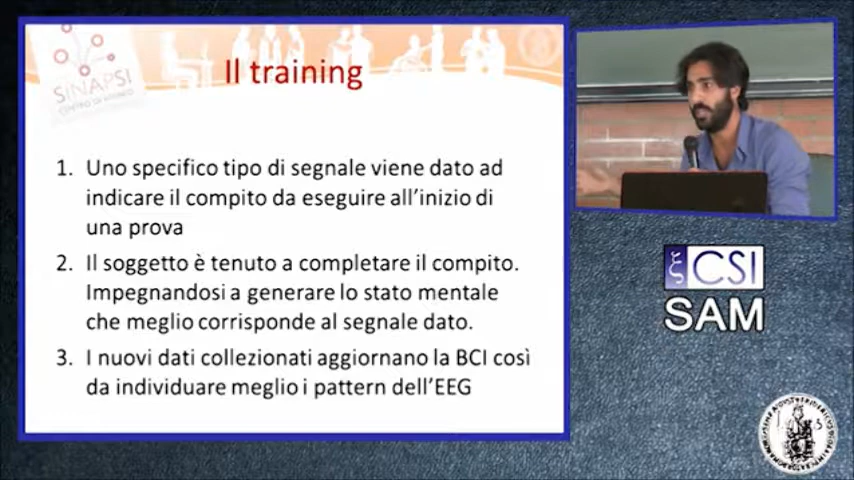 SINAPSI
Il training
1. Uno specifico tipo di segnale viene dato ad
indicare il compito da eseguire all'inizio di
una prova
2. Il soggetto è tenuto a completare il compito.
Impegnandosi a generare lo stato mentale
che meglio corrisponde al segnale dato.
3. I nuovi dati collezionati aggiornano la BCI così
da individuare meglio i pattern dell'EEG
CSI
SAM